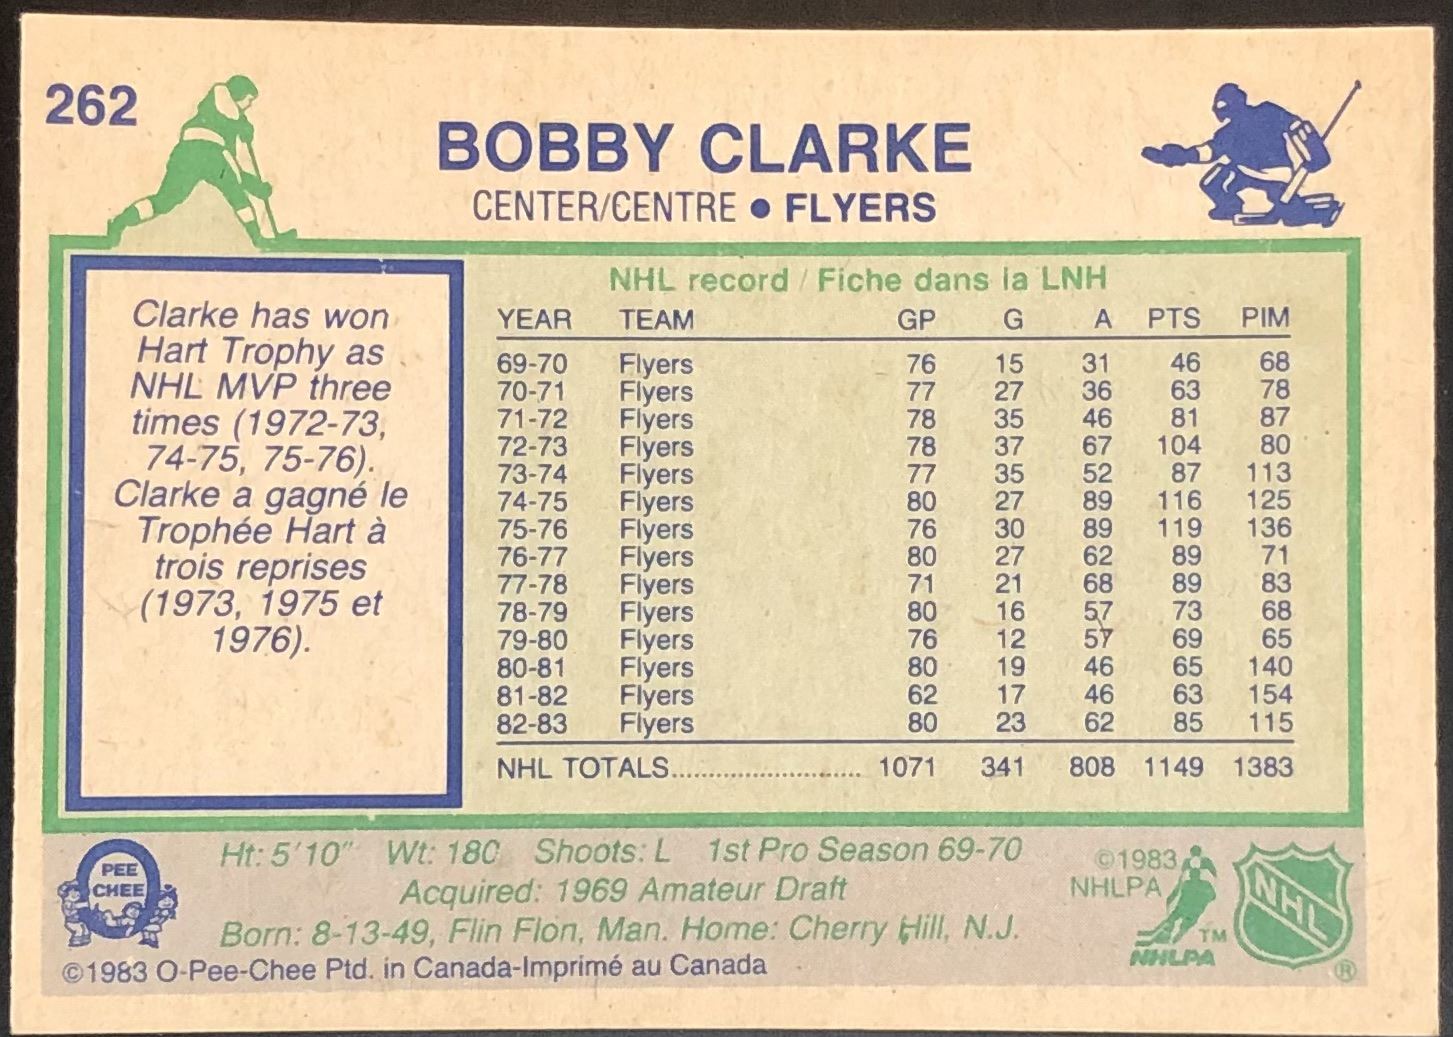 262
BOBBY CLARKE
CENTER/CENTRE • FLYERS
Clarke has won
Hart Trophy as
NHL MVP three
times (1972-73,
74-75, 75-76).
Clarke a gagné le
Trophée Hart à
trois reprises
(1973, 1975 et
1976).
NHL record / Fiche dans la LNH
YEAR TEAM GP G A PTS PIM
69-70 Flyers 76 15 31 46 68
70-71 Flyers 77 27 36 63 78
71-72 Flyers 78 35 46 81 87
72-73 Flyers 78 37 67 104 80
73-74 Flyers 77 35 52 87 113
74-75 Flyers 80 27 89 116 125
75-76 Flyers 76 30 89 119 136
76-77 Flyers 80 27 62 89 71
77-78 Flyers 71 21 68 89 83
78-79 Flyers 80 16 57 73 68
79-80 Flyers 76 12 57 69 65
80-81 Flyers 80 19 46 65 140
81-82 Flyers 62 17 46 63 154
82-83 Flyers 80 23 62 85 115
NHL TOTALS.......................... 1071 341 808 1149 1383
O
PEE
CHEE
Ht: 5'10" Wt: 180 Shoots: L 1st Pro Season 69-70
Acquired: 1969 Amateur Draft
Born: 8-13-49, Flin Flon, Man. Home: Cherry Hill, N.J.
©1983 O-Pee-Chee Ptd. in Canada-Imprimé au Canada
©1983
NHLPA
TM
NHLPA
NHL
®